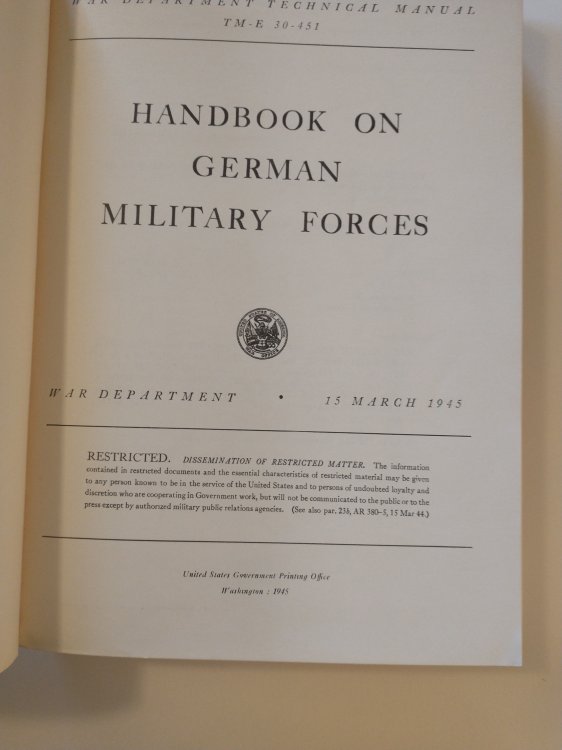 WAR DEPARTMENT TECHNICAL MANUAL
TM-E 30-451
HANDBOOK ON
GERMAN
MILITARY FORCES
WAR DEPARTMENT • 15 MARCH 1945
RESTRICTED. DISSEMINATION OF RESTRICTED MATTER. The information
contained in restricted documents and the essential characteristics of restricted material may be given
to any person known to be in the service of the United States and to persons of undoubted loyalty and
discretion who are cooperating in Government work, but will not be communicated to the public or to the
press except by authorized military public relations agencies. (See also par. 23b, AR 380-5, 15 Mar 44.)
United States Government Printing Office
Washington : 1945